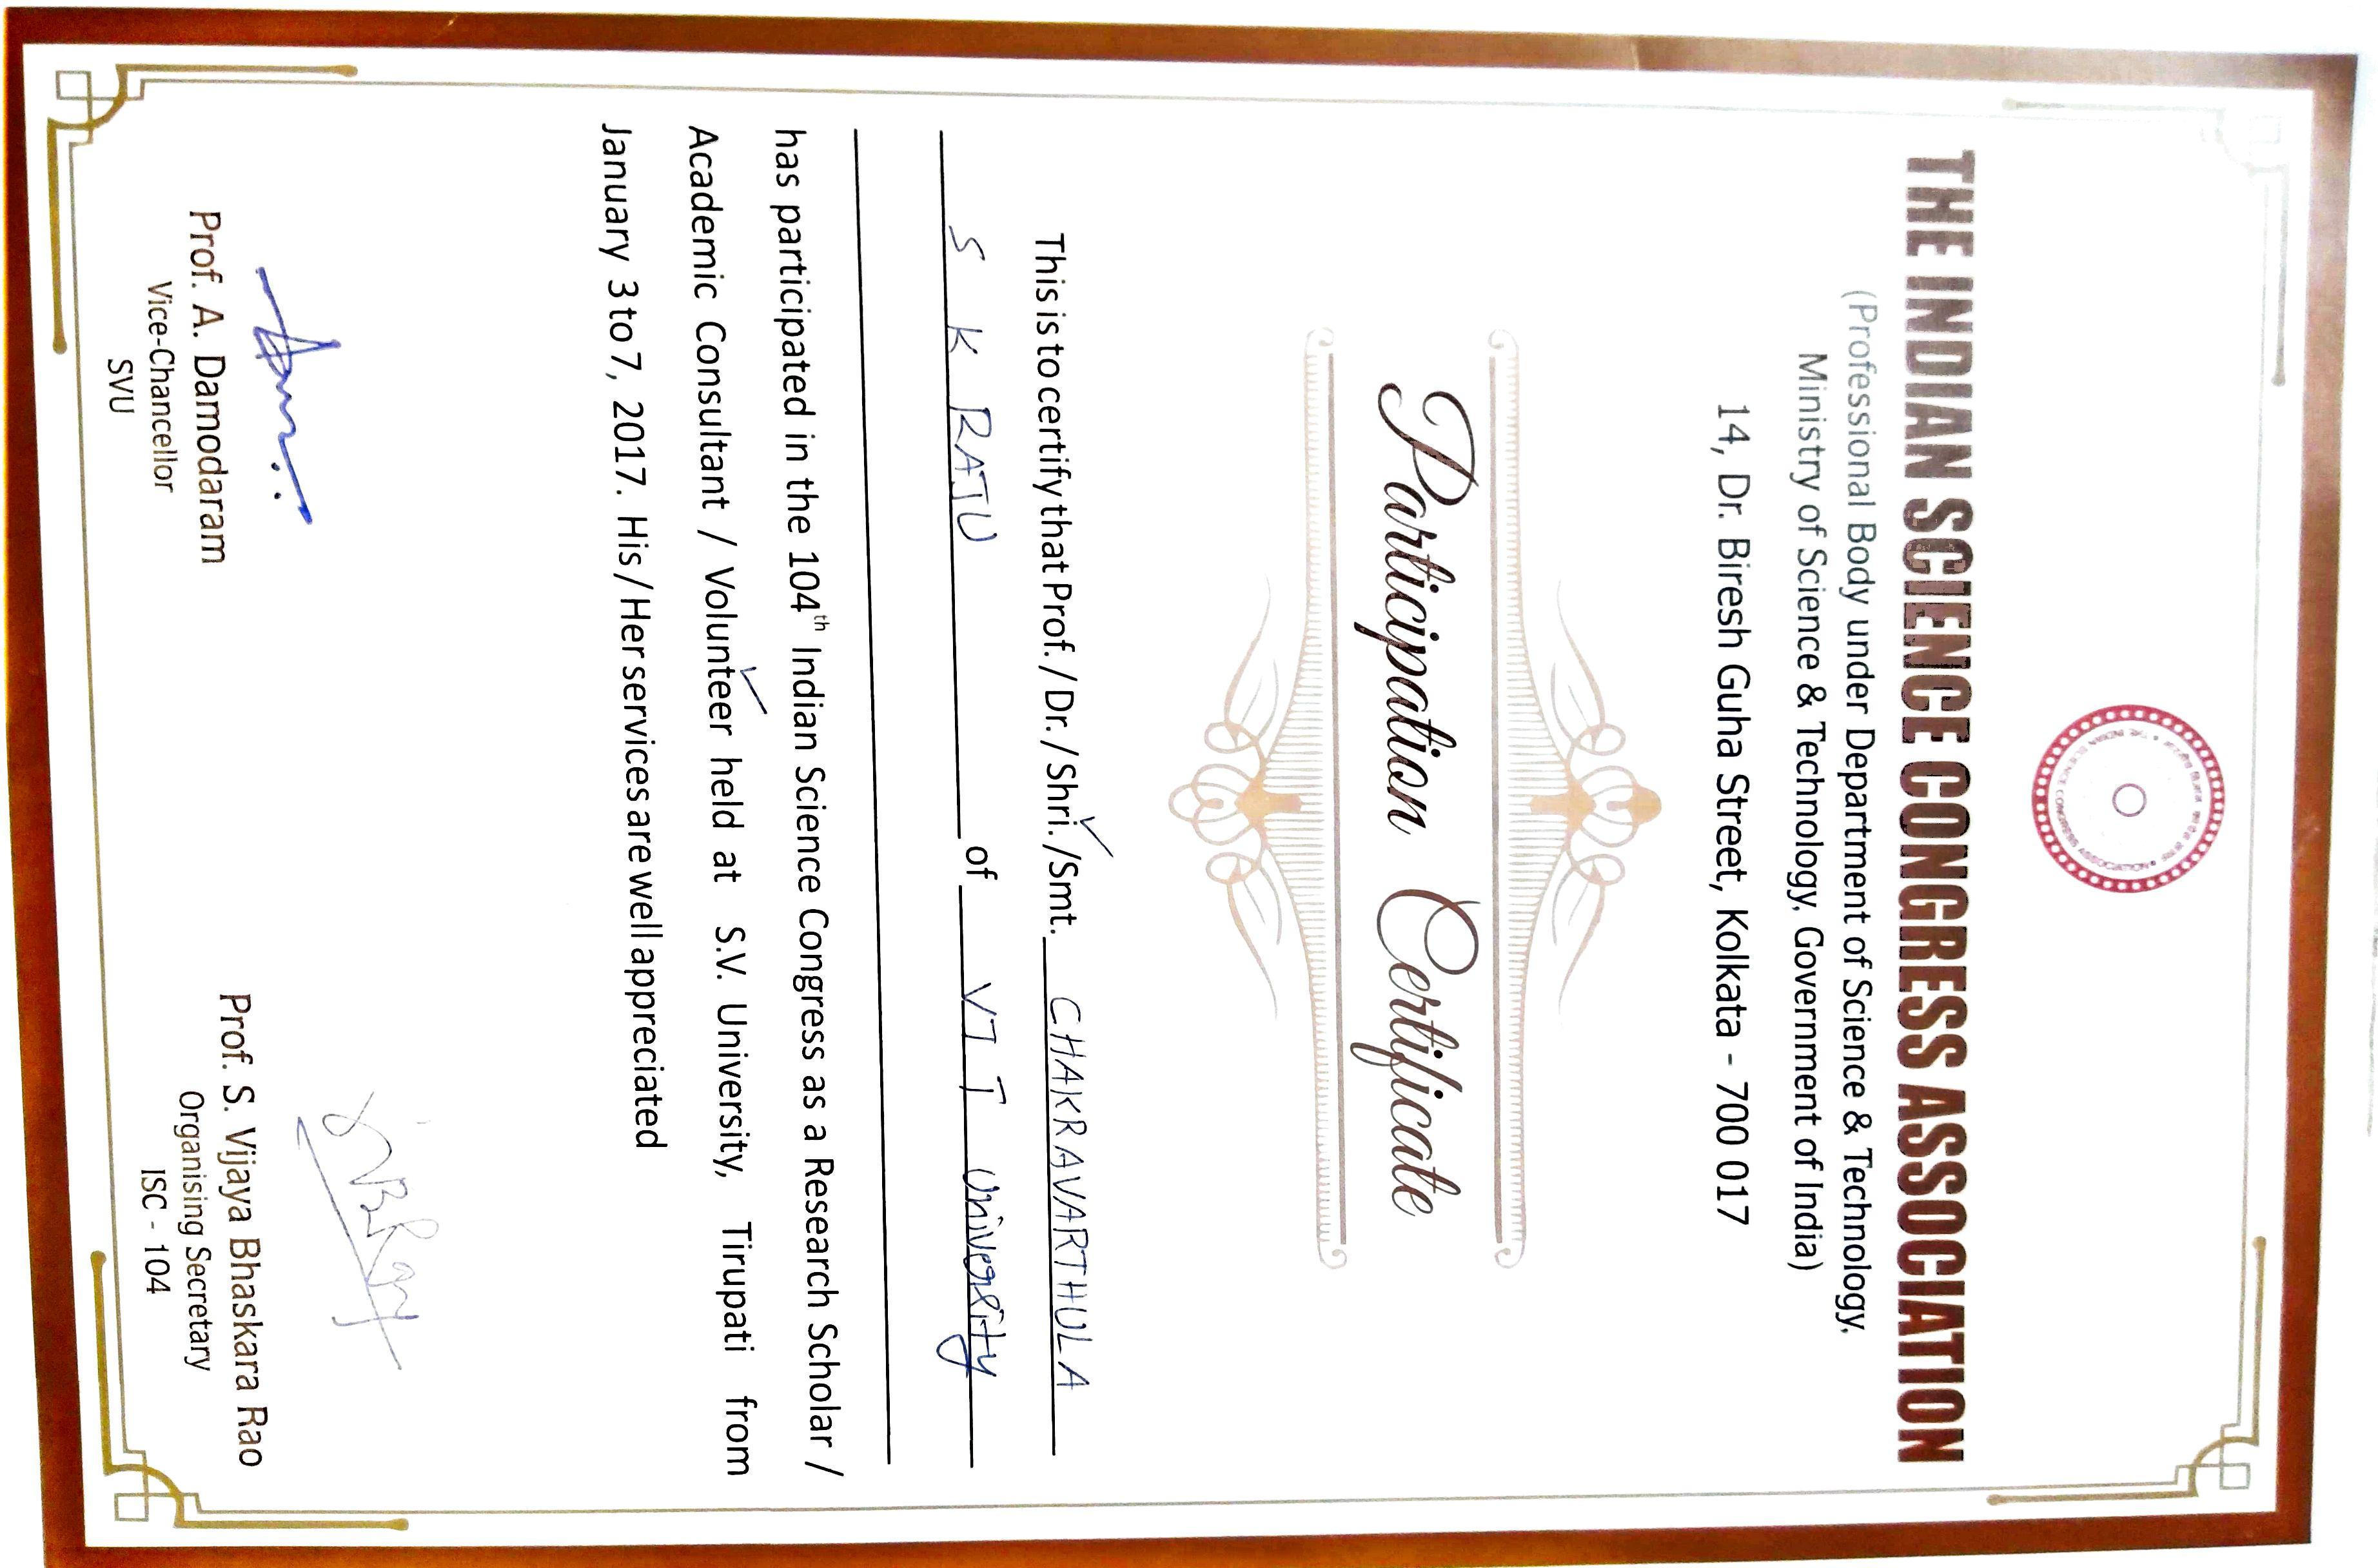 THE INDIAN SCIENCE CONGRESS ASSOCIATION
(Professional Body under Department of Science & Technology,
Ministry of Science & Technology, Government of India)
14, Dr. Biresh Guha Street, Kolkata - 700 017
Participation Certificate
This is to certify that Prof. / Dr. / Shri. / Smt. CHAKRAVARTHULA
S K RAJU of VIT University
has participated in the 104th Indian Science Congress as a Research Scholar /
Academic Consultant / Volunteer held at S.V. University, Tirupati from
January 3 to 7, 2017. His / Her services are well appreciated
Prof. A. Damodaram
Vice-Chancellor
SVU
Prof. S. Vijaya Bhaskara Rao
Organising Secretary
ISC - 104